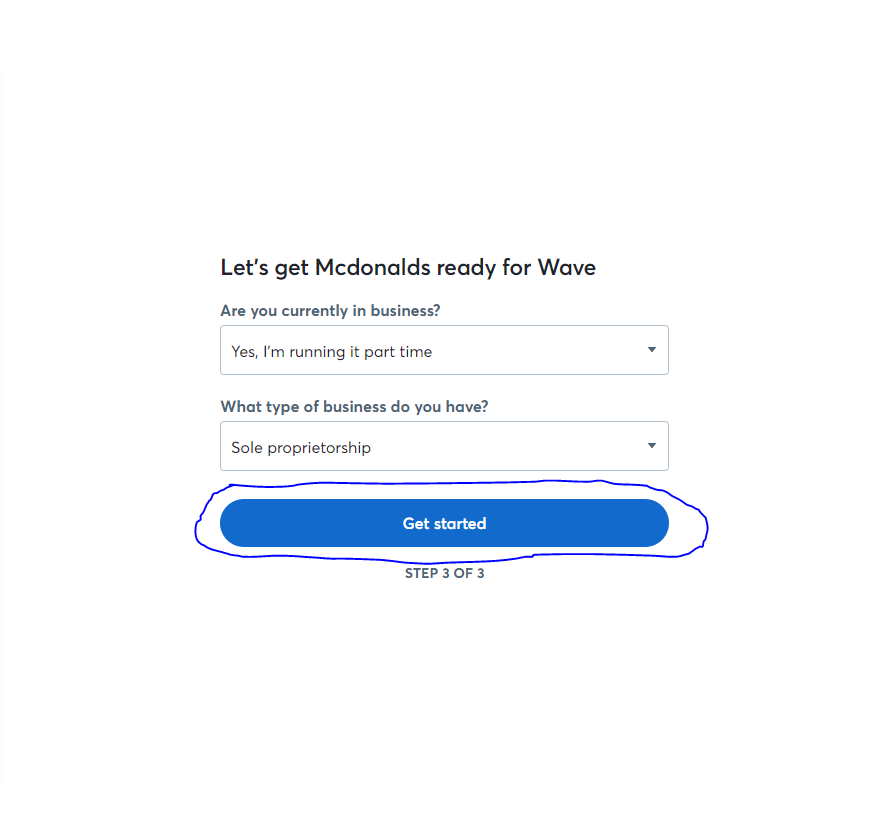 Let's get Mcdonalds ready for Wave
Are you currently in business?
Yes, I'm running it part time
What type of business do you have?
Sole proprietorship
Get started
STEP 3 OF 3